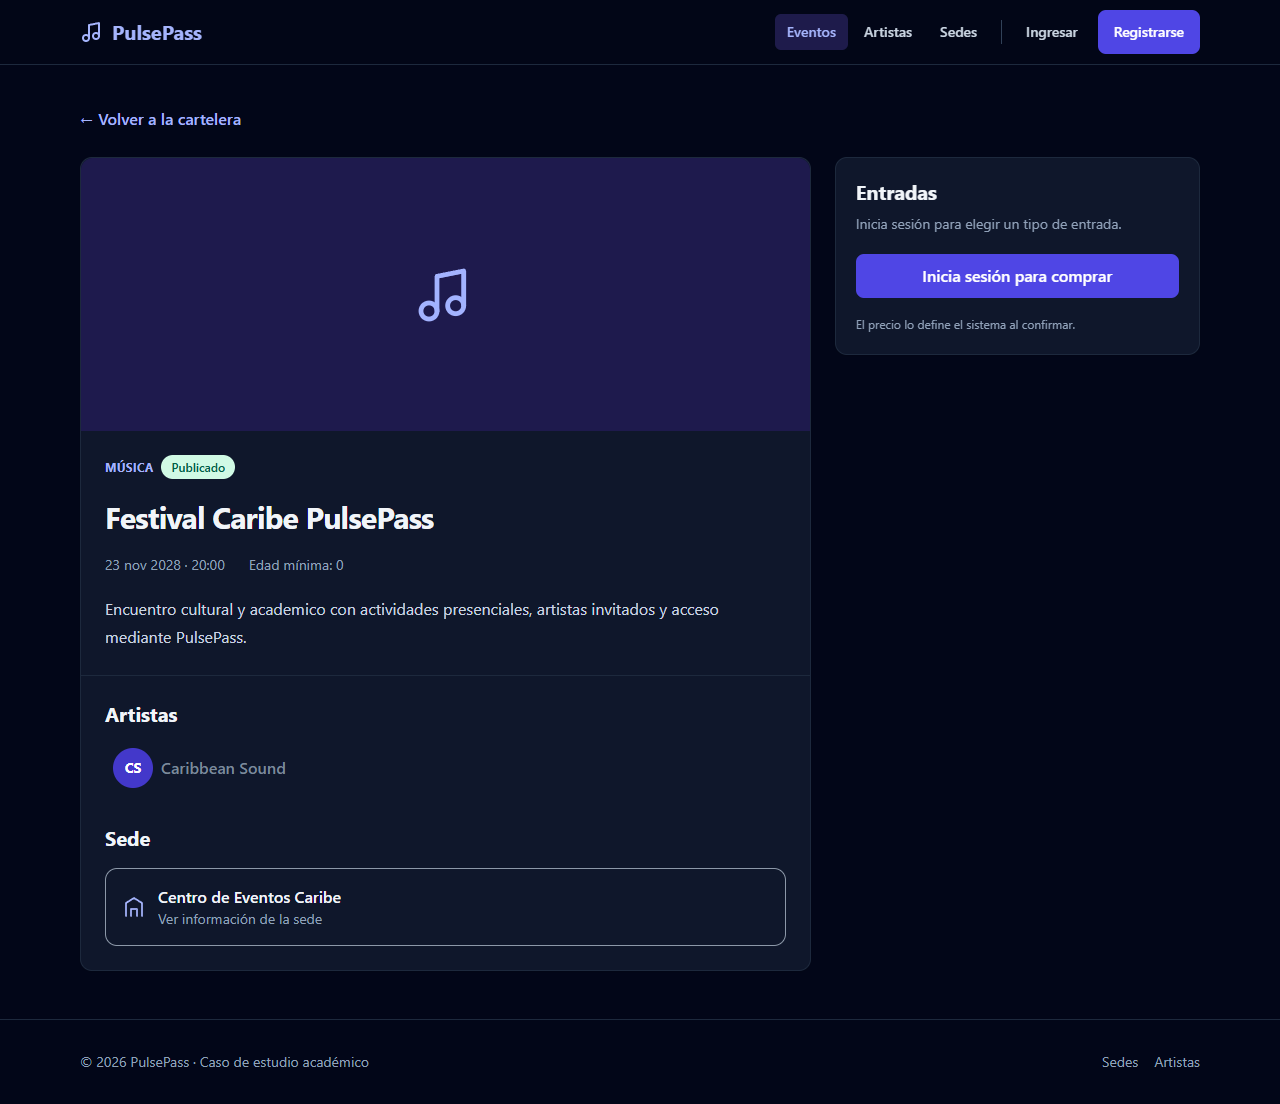 PulsePass
Eventos
Artistas
Sedes
Ingresar
Registrarse
← Volver a la cartelera
MÚSICA
Publicado
Festival Caribe PulsePass
23 nov 2028 · 20:00
Edad mínima: 0
Encuentro cultural y academico con actividades presenciales, artistas invitados y acceso
mediante PulsePass.
Artistas
CS
Caribbean Sound
Sede
Centro de Eventos Caribe
Ver información de la sede
Entradas
Inicia sesión para elegir un tipo de entrada.
Inicia sesión para comprar
El precio lo define el sistema al confirmar.
© 2026 PulsePass · Caso de estudio académico
Sedes
Artistas